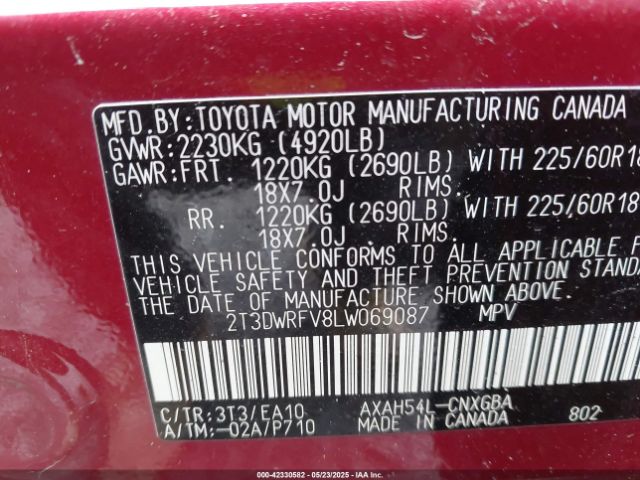 MFD.BY:TOYOTA MOTOR MANUFACTURING CANADA
GVWR:2230KG (4920LB)
GAWR:FRT. 1220KG (2690LB) WITH 225/60R18
18X7.0J RIMS.
RR. 1220KG (2690LB) WITH 225/60R18
18X7.0J RIMS.
THIS VEHICLE CONFORMS TO ALL APPLICABLE
VEHICLE SAFETY AND THEFT PREVENTION STANDA
THE DATE OF MANUFACTURE SHOWN ABOVE.
2T3DWRFV8LW069087 MPV
C/TR:3T3/EA10 AXAH54L-CNXGBA
A/TM:-02A/P710 MADE IN CANADA 802
000-42330582 — 05/23/2025 — IAAI.COM